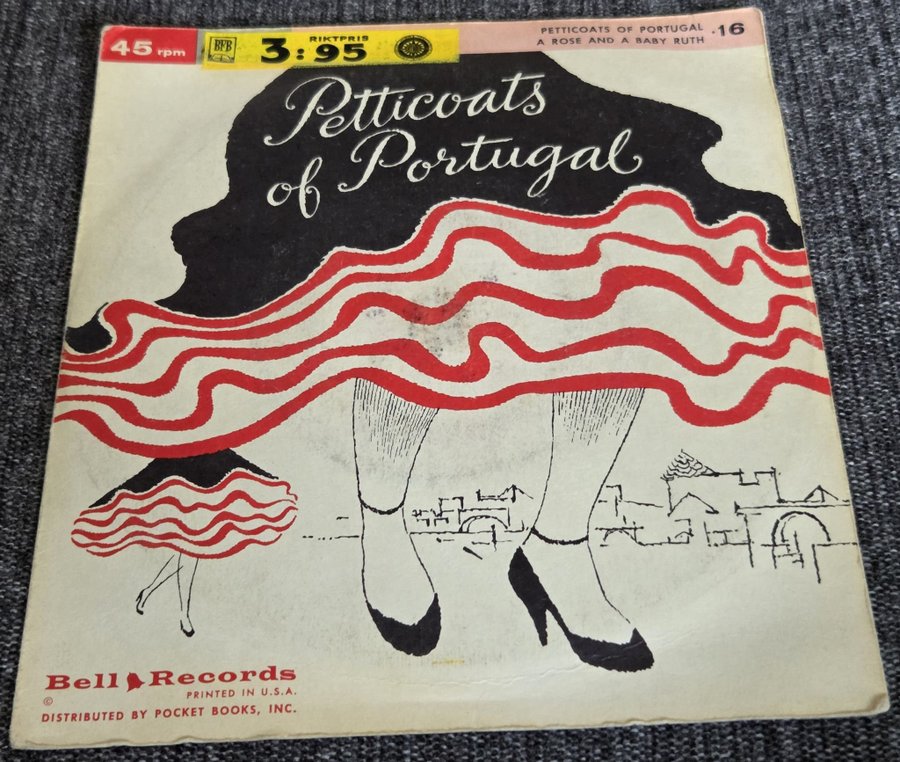 45 rpm
BFB
RIKTPRIS
3:95
PETTICOATS OF PORTUGAL
A ROSE AND A BABY RUTH
.16
Petticoats
of Portugal
Bell Records
PRINTED IN U.S.A.
©
DISTRIBUTED BY POCKET BOOKS, INC.